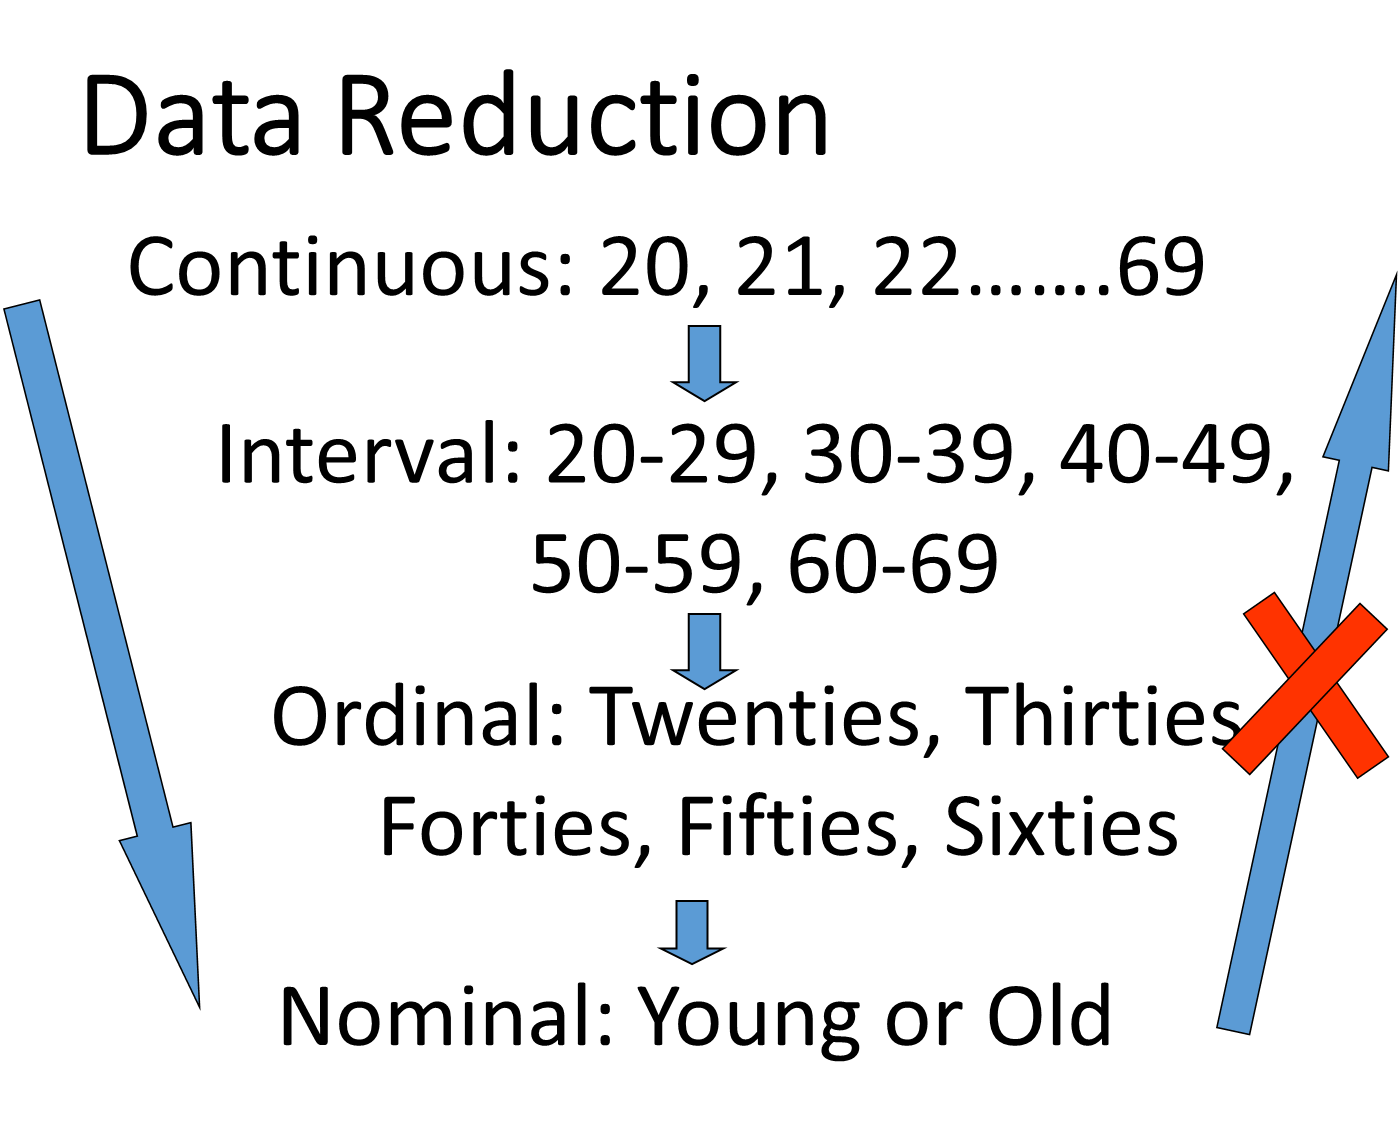 Data Reduction
Continuous: 20, 21, 22…….69
Interval: 20-29, 30-39, 40-49,
50-59, 60-69
Ordinal: Twenties, Thirties
Forties, Fifties, Sixties
Nominal: Young or Old